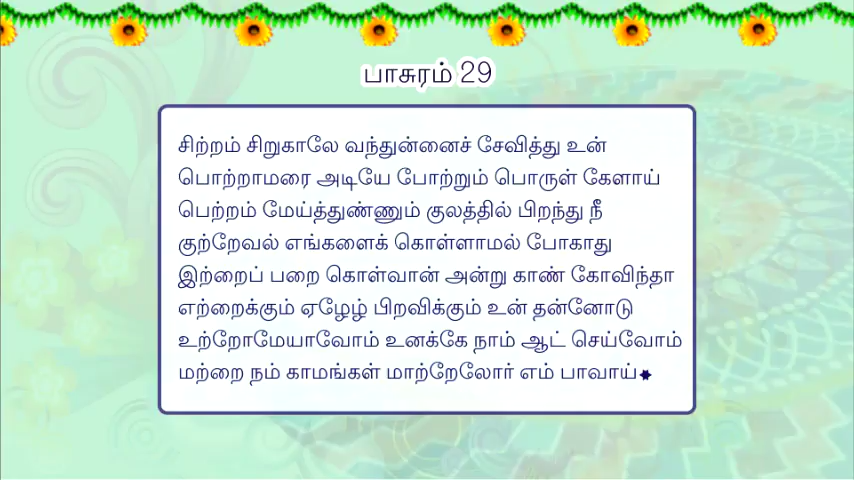 பாசுரம் 29
சிற்றம் சிறுகாலே வந்துன்னைச் சேவித்து உன்
பொற்றாமரை அடியே போற்றும் பொருள் கேளாய்
பெற்றம் மேய்த்துண்ணும் குலத்தில் பிறந்து நீ
குற்றேவல் எங்களைக் கொள்ளாமல் போகாது
இற்றைப் பறை கொள்வான் அன்று காண் கோவிந்தா
எற்றைக்கும் ஏழேழ் பிறவிக்கும் உன் தன்னோடு
உற்றோமேயாவோம் உனக்கே நாம் ஆட் செய்வோம்
மற்றை நம் காமங்கள் மாற்றேலோர் எம் பாவாய்*